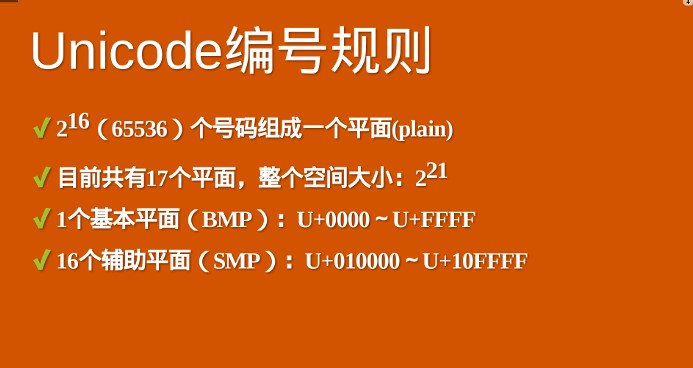 Unicode编号规则
✓ 2^16（65536）个号码组成一个平面(plain)
✓ 目前共有17个平面，整个空间大小：2^21
✓ 1个基本平面（BMP）：U+0000 ~ U+FFFF
✓ 16个辅助平面（SMP）：U+010000 ~ U+10FFFF